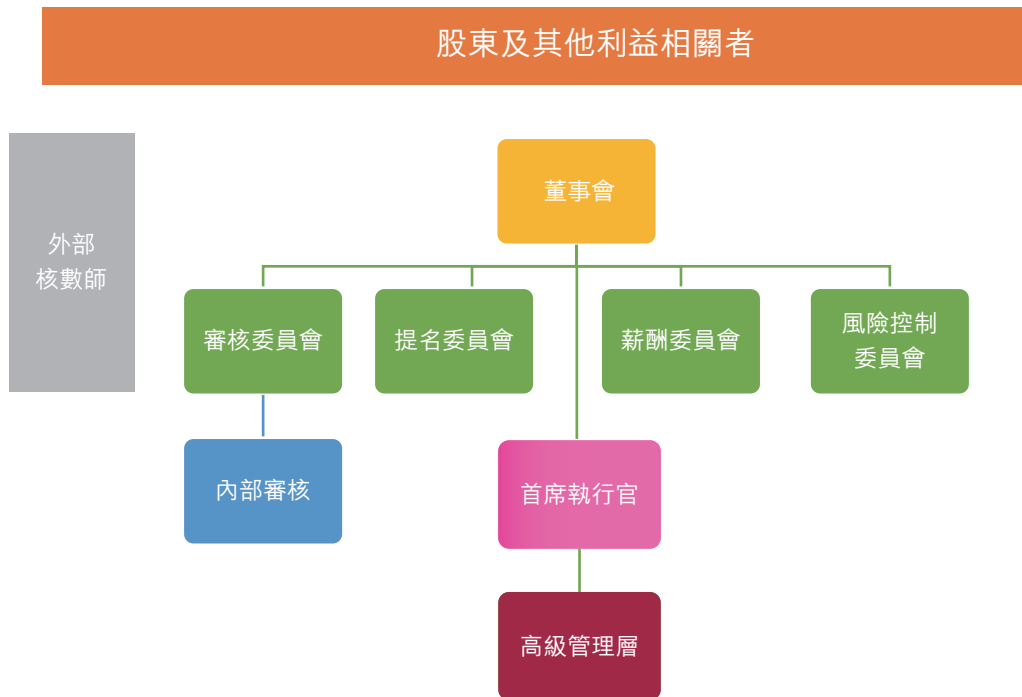 股東及其他利益相關者
董事會
外部
核數師
審核委員會
提名委員會
薪酬委員會
風險控制
委員會
內部審核
首席執行官
高級管理層